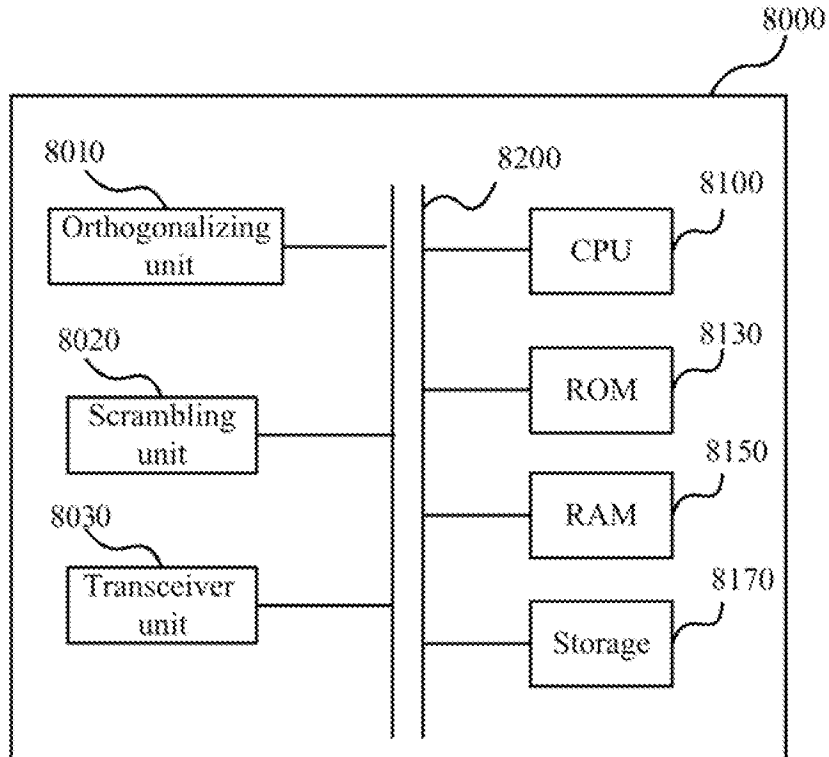 8000
8010
Orthogonalizing
unit
8200
8100
CPU
8020
Scrambling
unit
8130
ROM
8150
RAM
8030
Transceiver
unit
8170
Storage